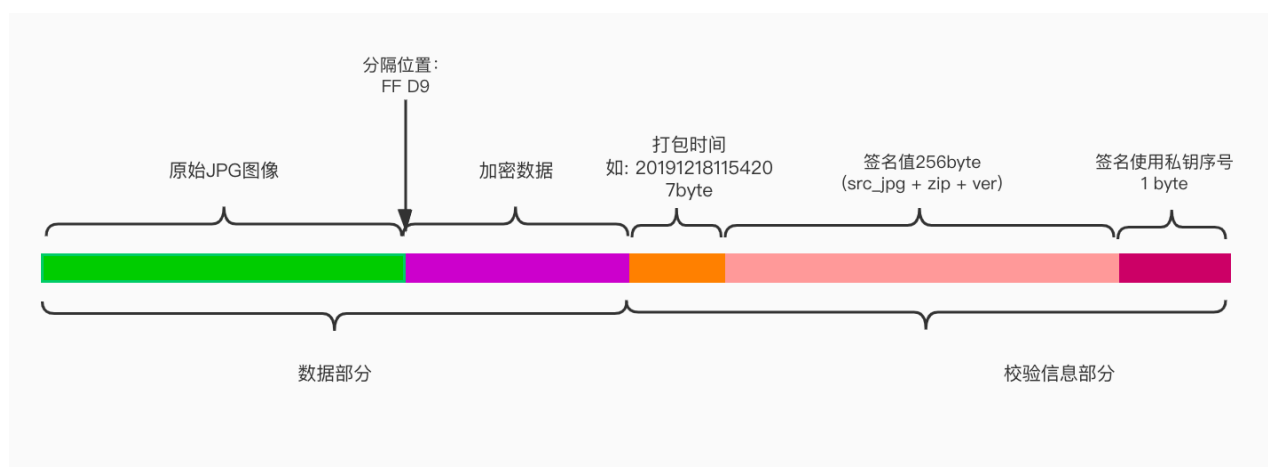 分隔位置：
FF D9
原始JPG图像
加密数据
打包时间
如: 20191218115420
7byte
签名值256byte
(src_jpg + zip + ver)
签名使用私钥序号
1 byte
数据部分
校验信息部分